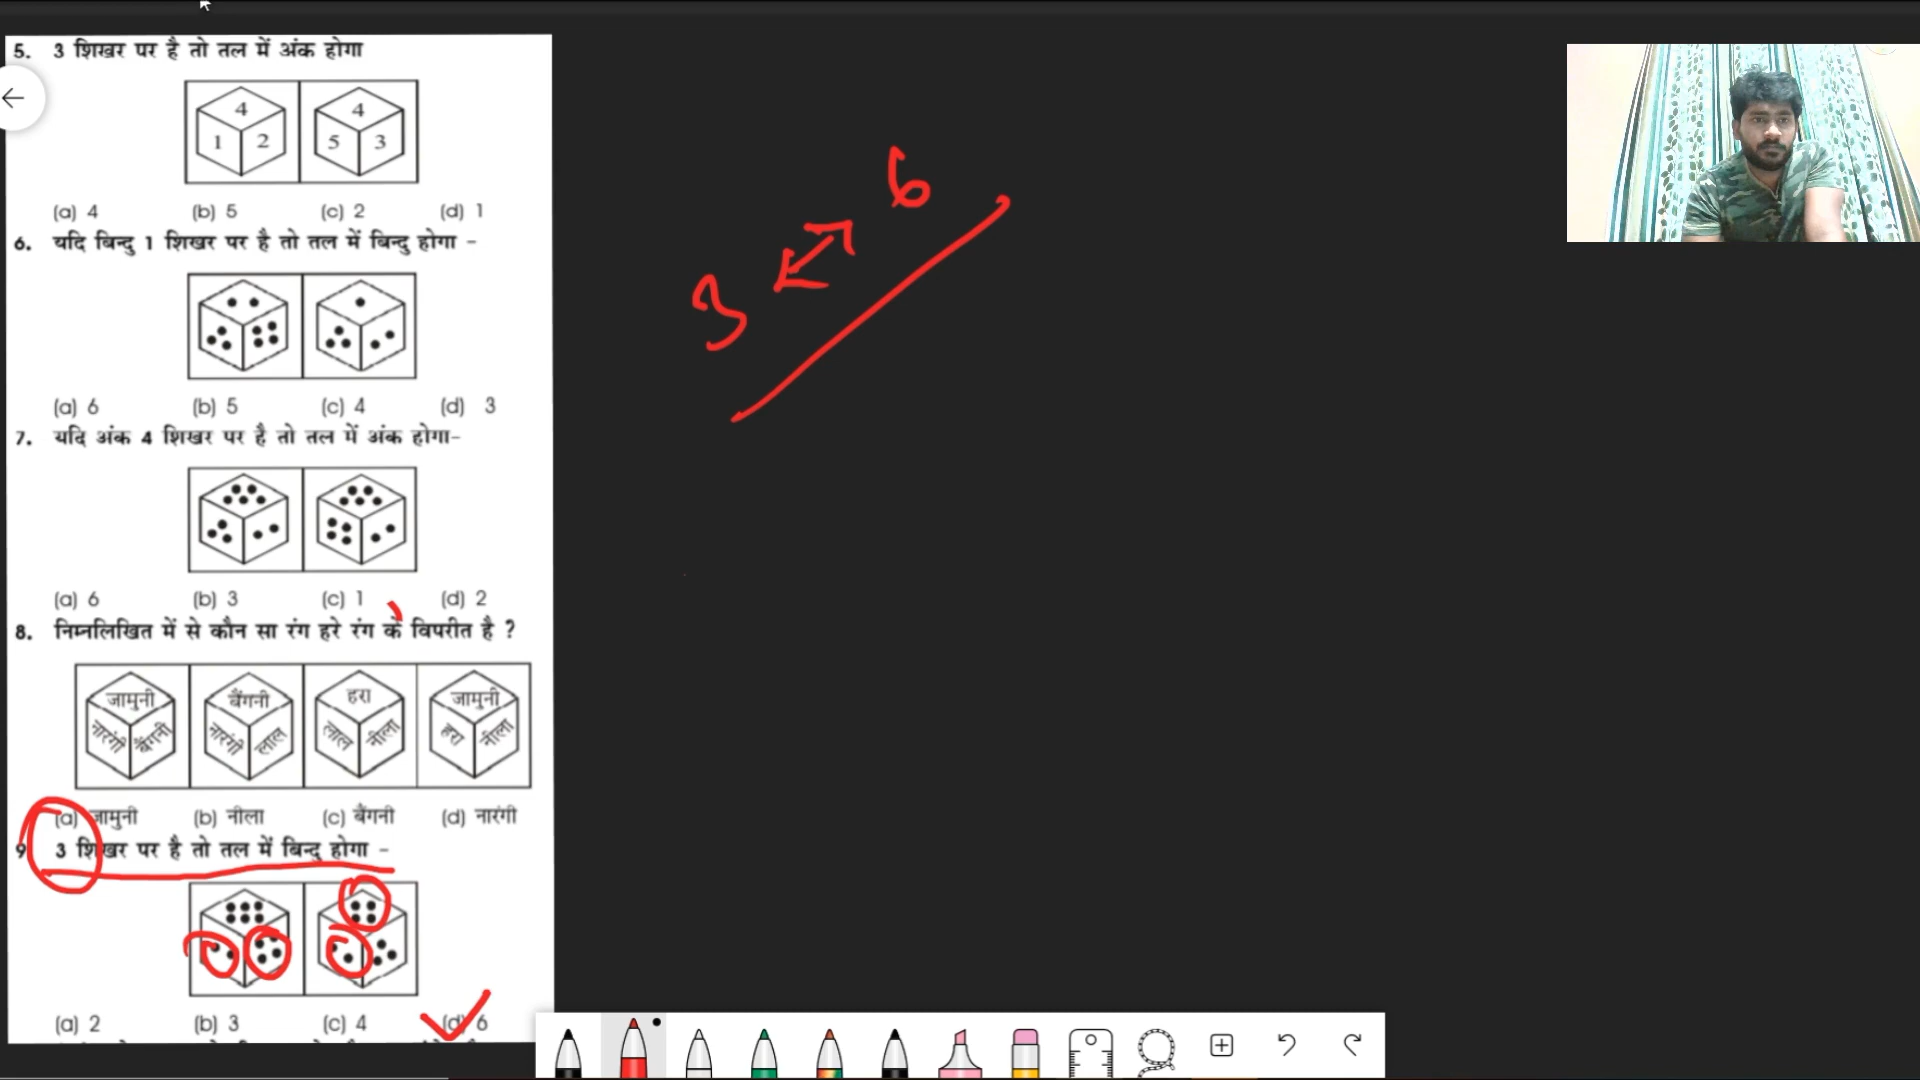 5. 3 शिखर पर है तो तल में अंक होगा
4
1 2
4
5 3
(a) 4 (b) 5 (c) 2 (d) 1
6. यदि बिन्दु 1 शिखर पर है तो तल में बिन्दु होगा -
(a) 6 (b) 5 (c) 4 (d) 3
7. यदि अंक 4 शिखर पर है तो तल में अंक होगा-
(a) 6 (b) 3 (c) 1 (d) 2
8. निम्नलिखित में से कौन सा रंग हरे रंग के विपरीत है ?
जामुनी बैंगनी हरा जामुनी
नारंगी बैंगनी नारंगी लाल लाल नीला हरा नीला
(a) जामुनी (b) नीला (c) बैंगनी (d) नारंगी
9 3 शिखर पर है तो तल में बिन्दु होगा -
(a) 2 (b) 3 (c) 4 (d) 6
6
3